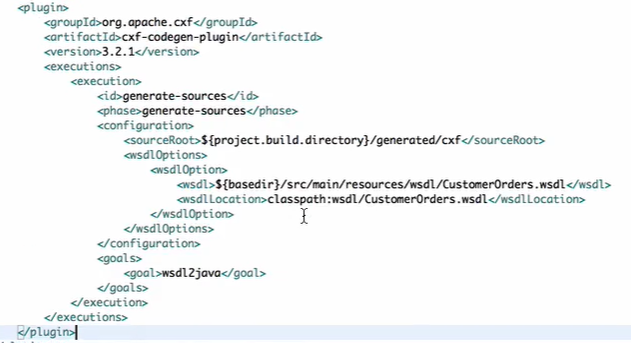 <plugin>
<groupId>org.apache.cxf</groupId>
<artifactId>cxf-codegen-plugin</artifactId>
<version>3.2.1</version>
<executions>
<execution>
<id>generate-sources</id>
<phase>generate-sources</phase>
<configuration>
<sourceRoot>${project.build.directory}/generated/cxf</sourceRoot>
<wsdlOptions>
<wsdlOption>
<wsdl>${basedir}/src/main/resources/wsdl/CustomerOrders.wsdl</wsdl>
<wsdlLocation>classpath:wsdl/CustomerOrders.wsdl</wsdlLocation>
</wsdlOption>
</wsdlOptions>
</configuration>
<goals>
<goal>wsdl2java</goal>
</goals>
</execution>
</executions>
</plugin>